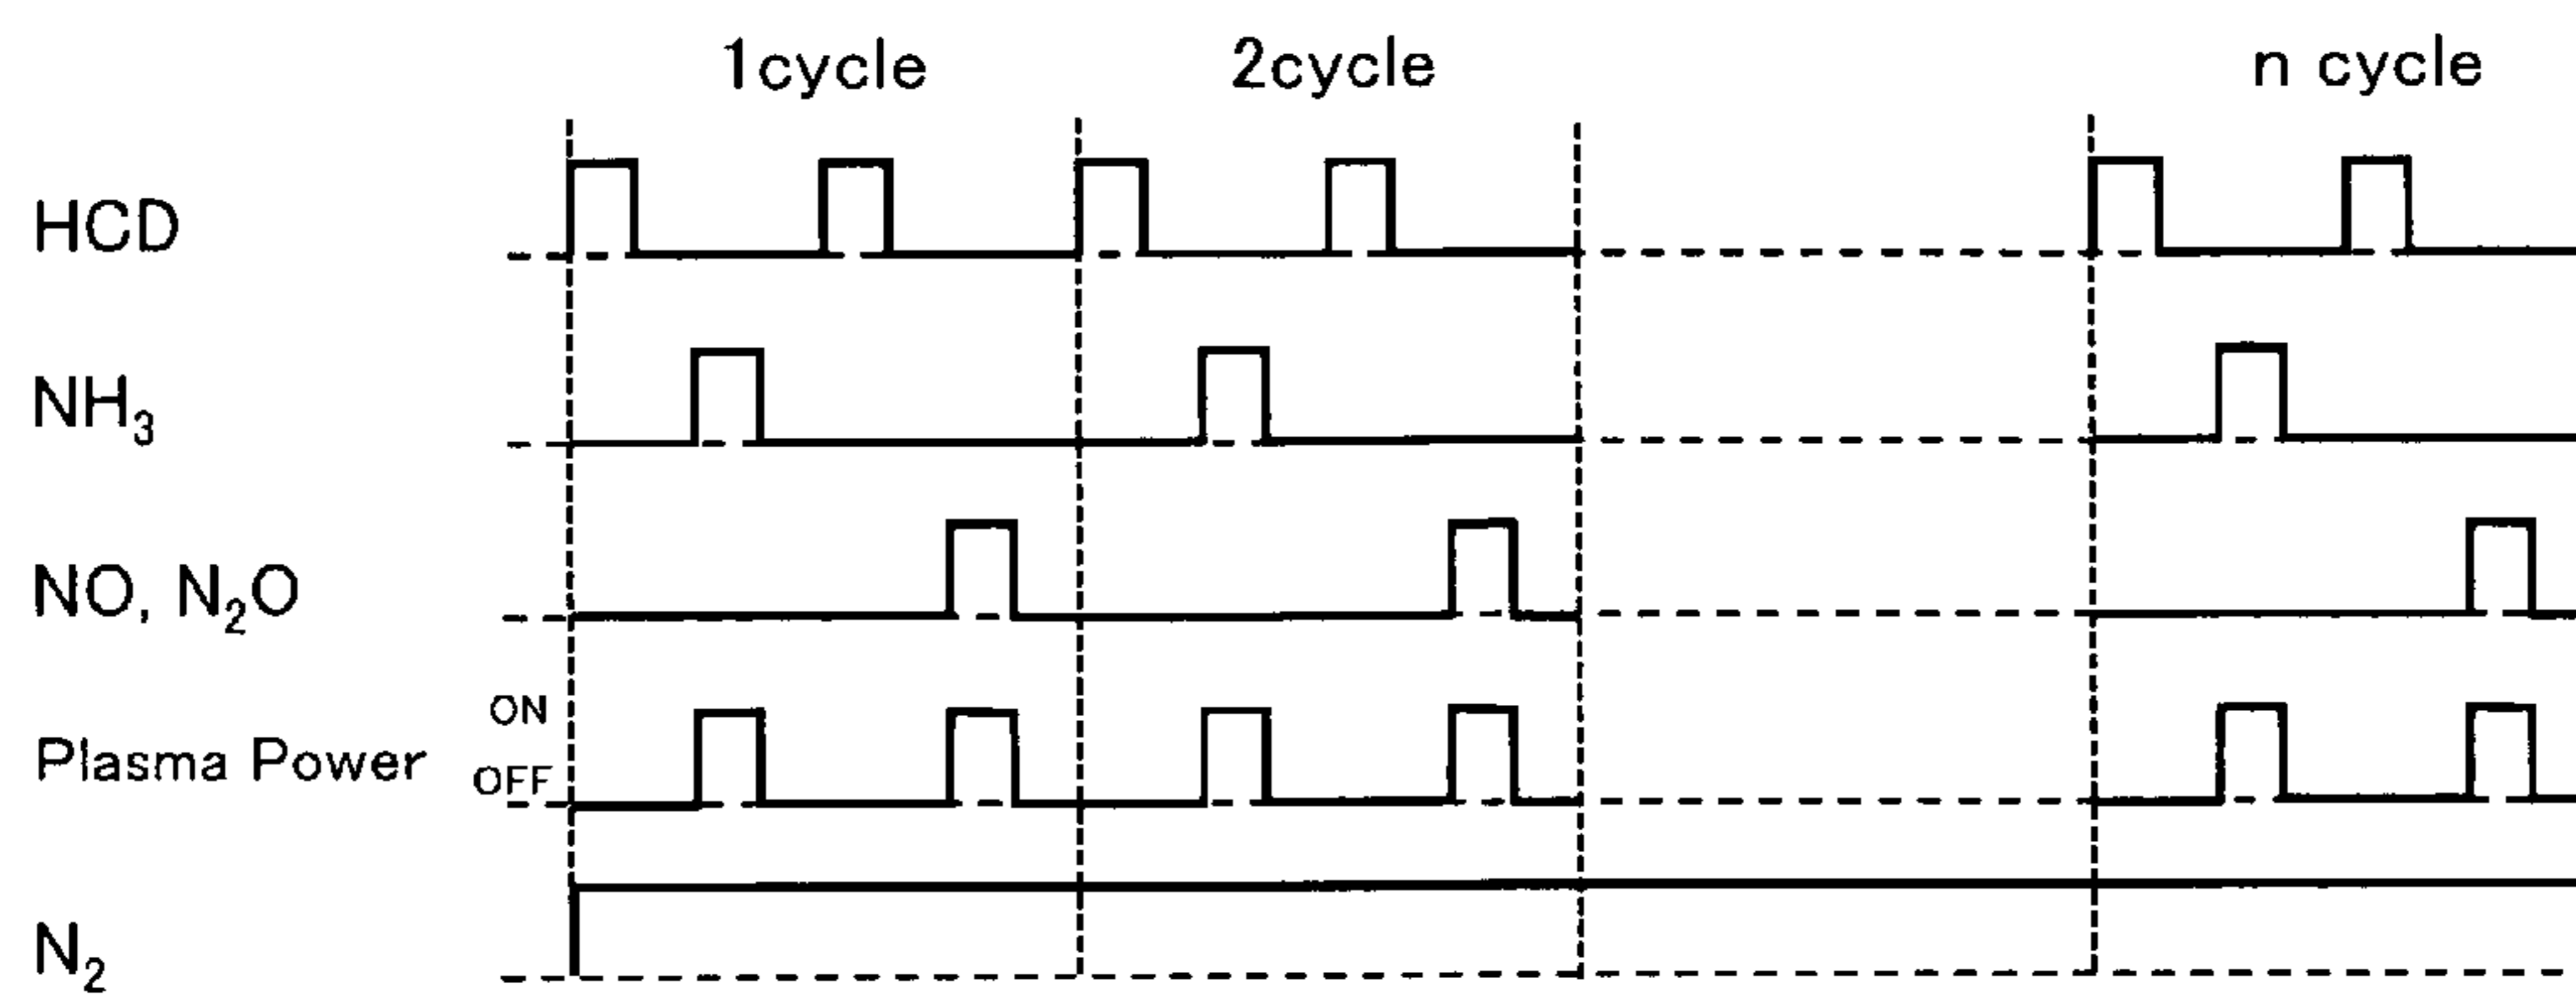 1cycle 2cycle n cycle
HCD
NH₃
NO, N₂O
ON
Plasma Power
OFF
N₂